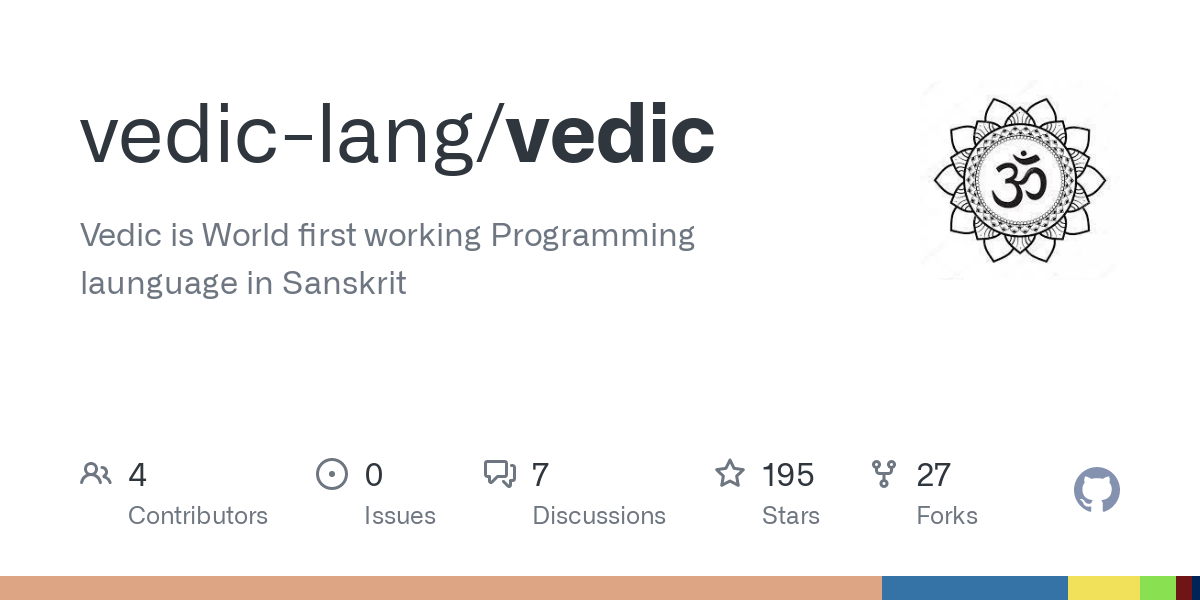 vedic-lang/vedic
Vedic is World first working Programming
launguage in Sanskrit
ॐ
4
Contributors
0
Issues
7
Discussions
195
Stars
27
Forks